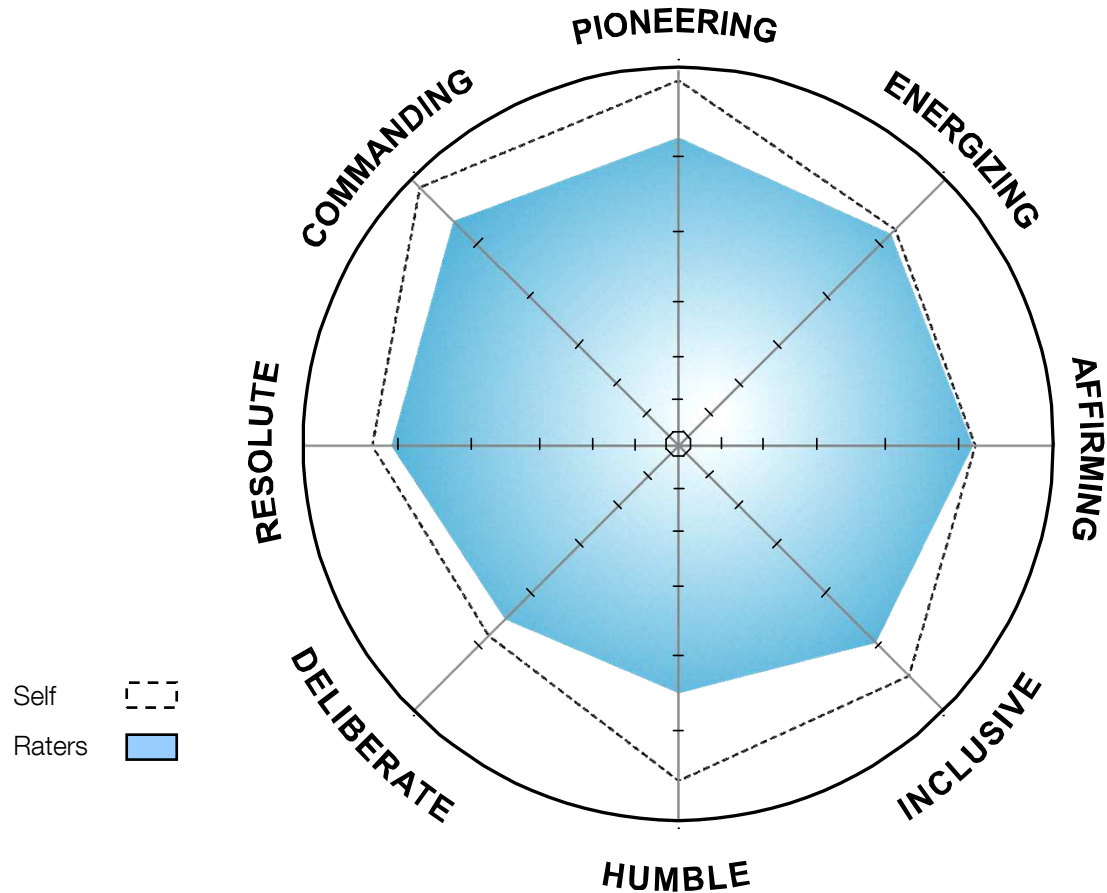 PIONEERING
ENERGIZING
COMMANDING
AFFIRMING
RESOLUTE
INCLUSIVE
DELIBERATE
Self
Raters
HUMBLE